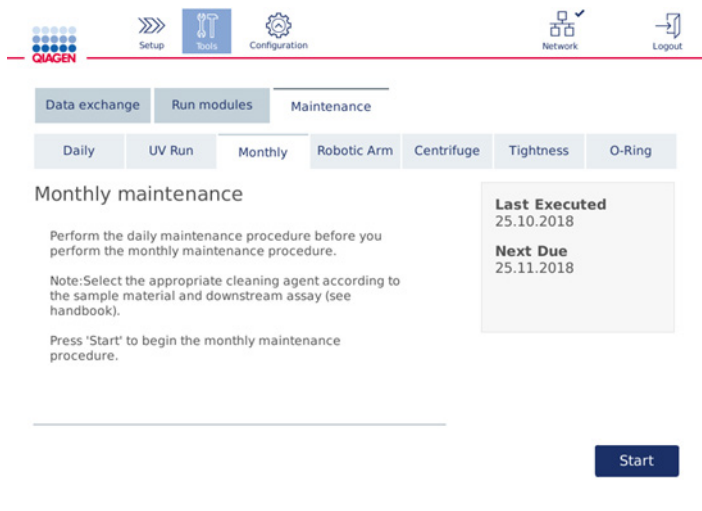 QIAGEN
Setup
Tools
Configuration
Network
Logout
Data exchange
Run modules
Maintenance
Daily
UV Run
Monthly
Robotic Arm
Centrifuge
Tightness
O-Ring
Monthly maintenance
Perform the daily maintenance procedure before you
perform the monthly maintenance procedure.
Note:Select the appropriate cleaning agent according to
the sample material and downstream assay (see
handbook).
Press 'Start' to begin the monthly maintenance
procedure.
Last Executed
25.10.2018
Next Due
25.11.2018
Start